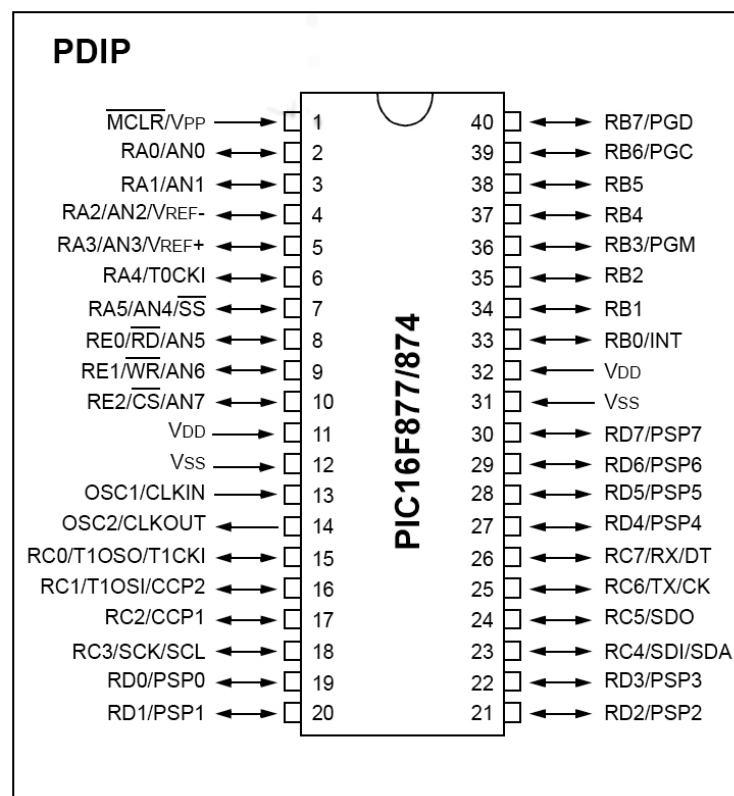 PDIP
MCLR/VPP 1 40 RB7/PGD
RA0/AN0 2 39 RB6/PGC
RA1/AN1 3 38 RB5
RA2/AN2/VREF- 4 37 RB4
RA3/AN3/VREF+ 5 36 RB3/PGM
RA4/T0CKI 6 35 RB2
RA5/AN4/SS 7 34 RB1
RE0/RD/AN5 8 33 RB0/INT
RE1/WR/AN6 9 32 VDD
RE2/CS/AN7 10 31 VSS
VDD 11 30 RD7/PSP7
VSS 12 29 RD6/PSP6
OSC1/CLKIN 13 28 RD5/PSP5
OSC2/CLKOUT 14 27 RD4/PSP4
RC0/T1OSO/T1CKI 15 26 RC7/RX/DT
RC1/T1OSI/CCP2 16 25 RC6/TX/CK
RC2/CCP1 17 24 RC5/SDO
RC3/SCK/SCL 18 23 RC4/SDI/SDA
RD0/PSP0 19 22 RD3/PSP3
RD1/PSP1 20 21 RD2/PSP2
PIC16F877/874